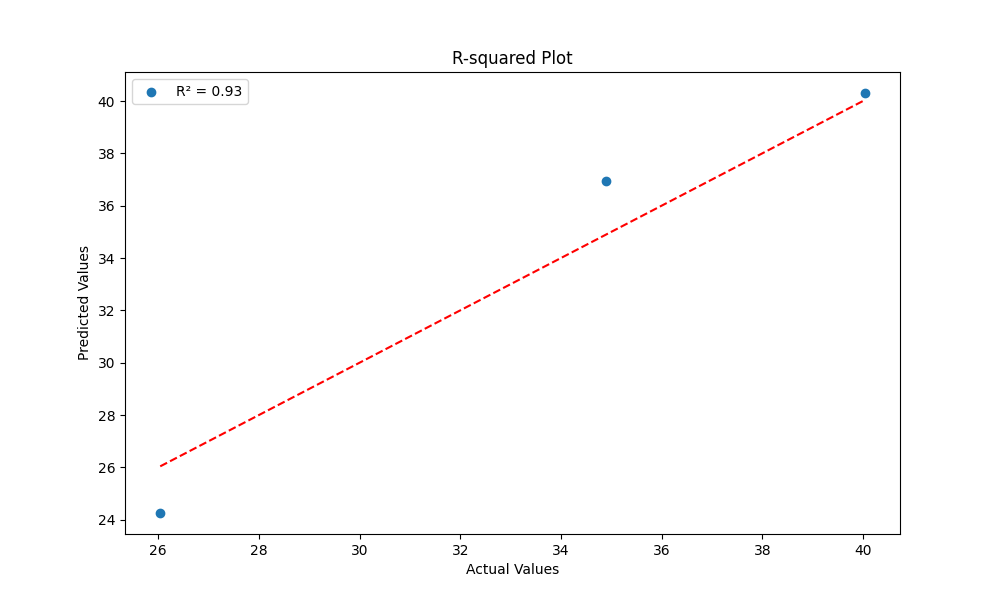 R-squared Plot
R² = 0.93
40
38
36
34
32
30
28
26
24
Predicted Values
26 28 30 32 34 36 38 40
Actual Values